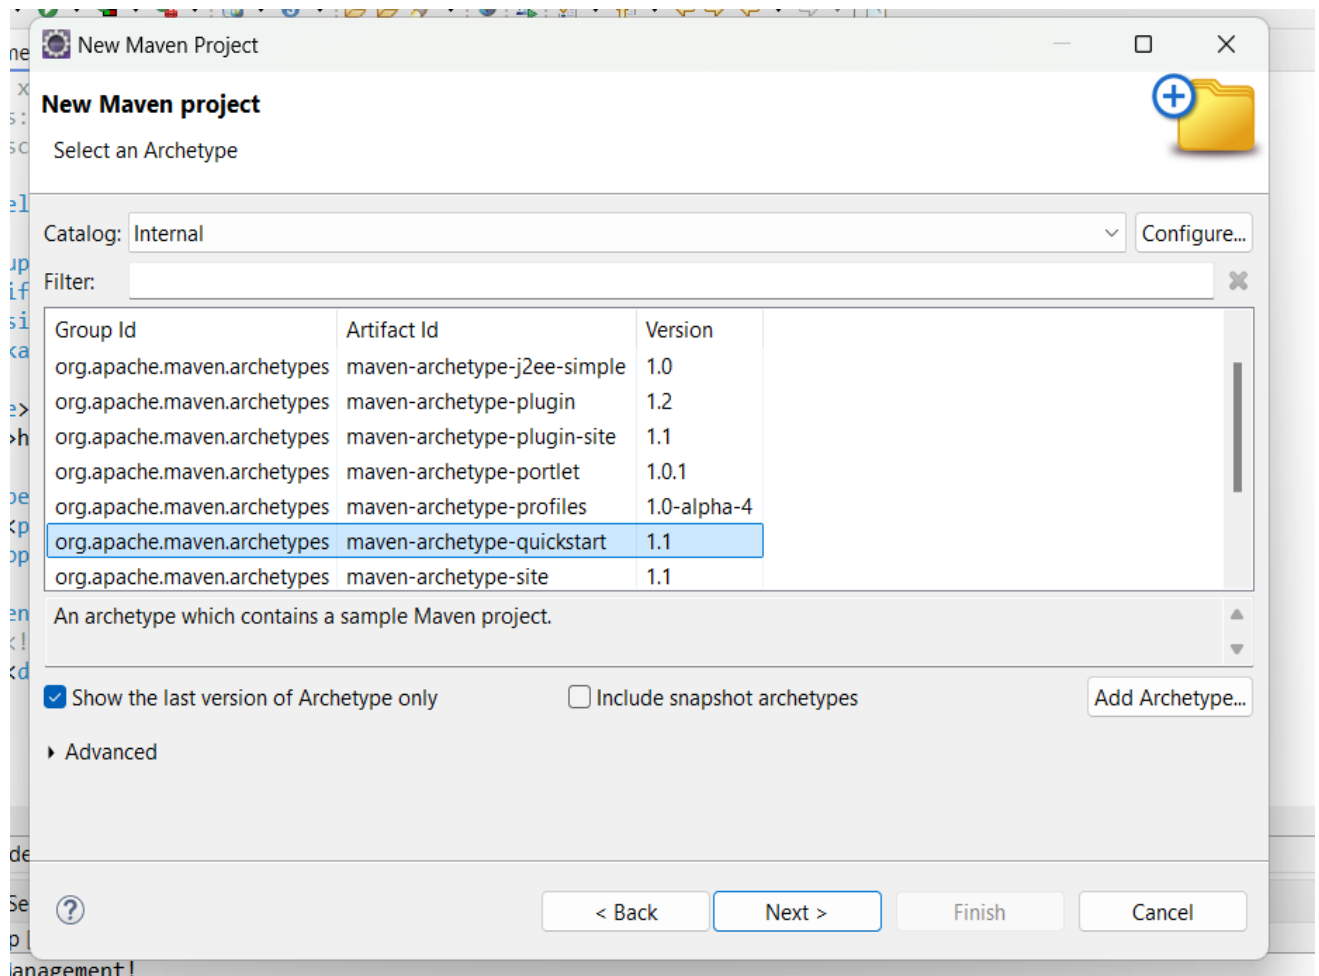 New Maven Project
New Maven project
Select an Archetype
Catalog: Internal Configure...
Filter:
Group Id Artifact Id Version
org.apache.maven.archetypes maven-archetype-j2ee-simple 1.0
org.apache.maven.archetypes maven-archetype-plugin 1.2
org.apache.maven.archetypes maven-archetype-plugin-site 1.1
org.apache.maven.archetypes maven-archetype-portlet 1.0.1
org.apache.maven.archetypes maven-archetype-profiles 1.0-alpha-4
org.apache.maven.archetypes maven-archetype-quickstart 1.1
org.apache.maven.archetypes maven-archetype-site 1.1
An archetype which contains a sample Maven project.
Show the last version of Archetype only Include snapshot archetypes Add Archetype...
Advanced
? < Back Next > Finish Cancel